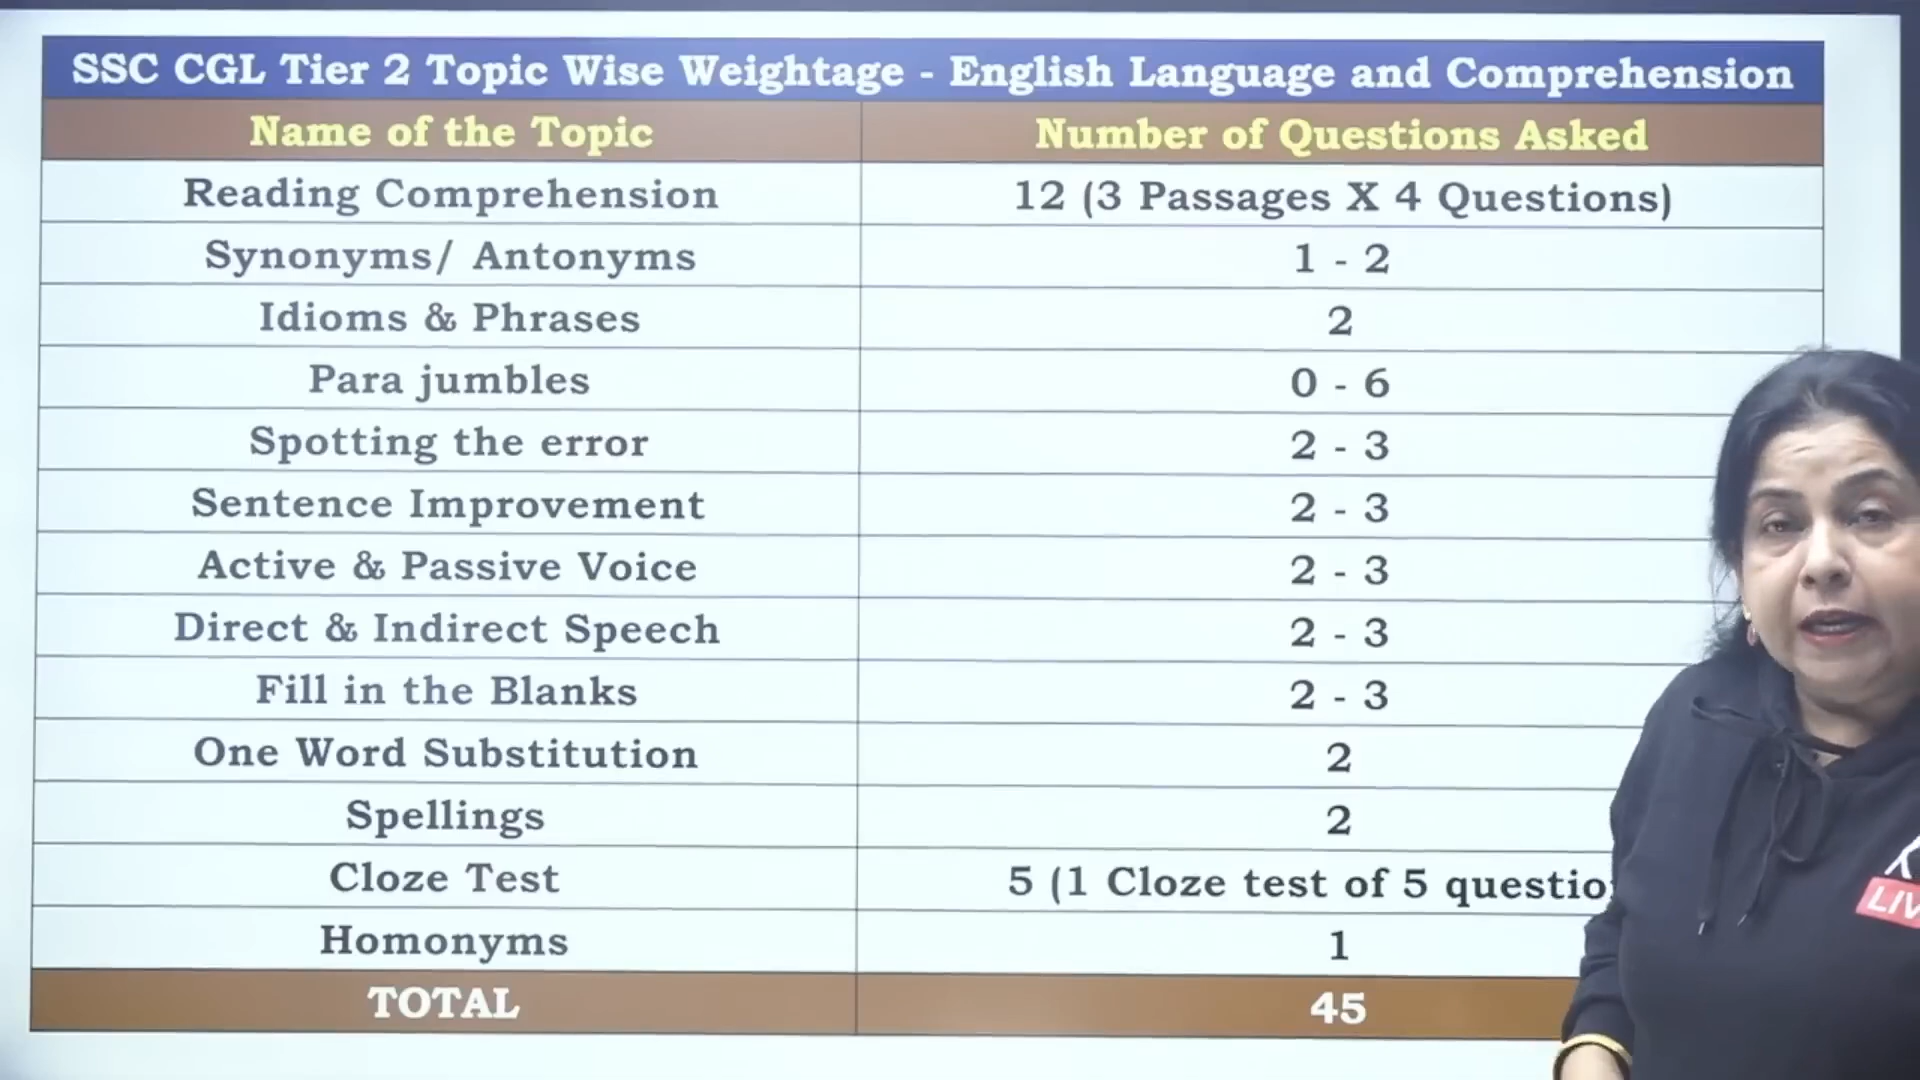 SSC CGL Tier 2 Topic Wise Weightage - English Language and Comprehension
Name of the Topic Number of Questions Asked
Reading Comprehension 12 (3 Passages X 4 Questions)
Synonyms/ Antonyms 1 - 2
Idioms & Phrases 2
Para jumbles 0 - 6
Spotting the error 2 - 3
Sentence Improvement 2 - 3
Active & Passive Voice 2 - 3
Direct & Indirect Speech 2 - 3
Fill in the Blanks 2 - 3
One Word Substitution 2
Spellings 2
Cloze Test 5 (1 Cloze test of 5
Homonyms 1
TOTAL 45